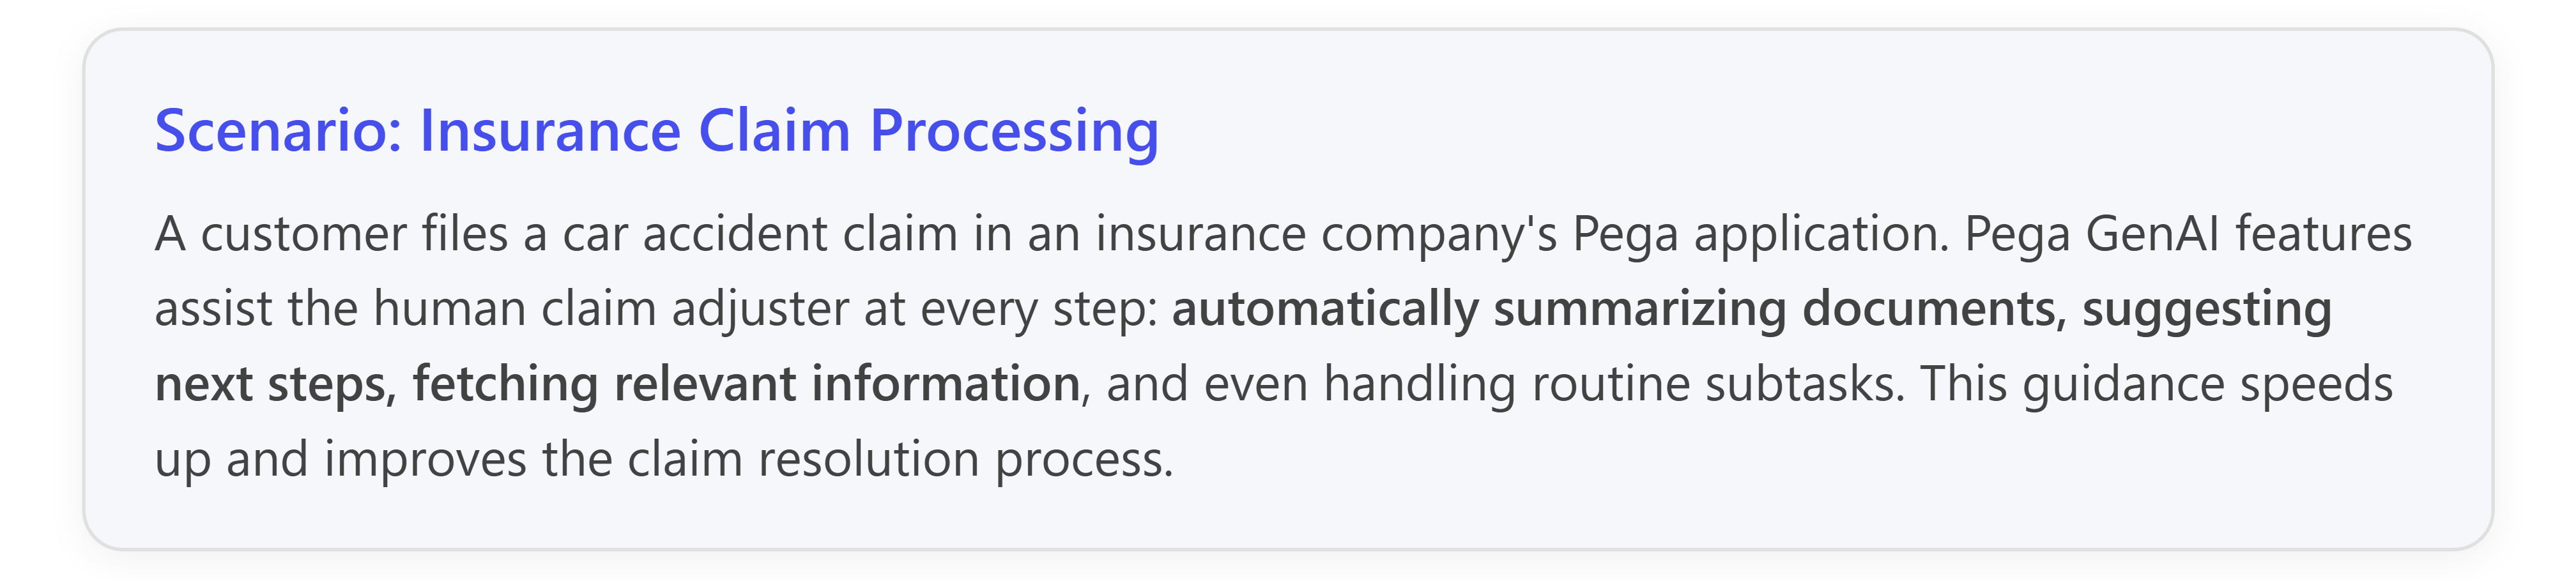 Scenario: Insurance Claim Processing
A customer files a car accident claim in an insurance company's Pega application. Pega GenAI features
assist the human claim adjuster at every step: automatically summarizing documents, suggesting
next steps, fetching relevant information, and even handling routine subtasks. This guidance speeds
up and improves the claim resolution process.